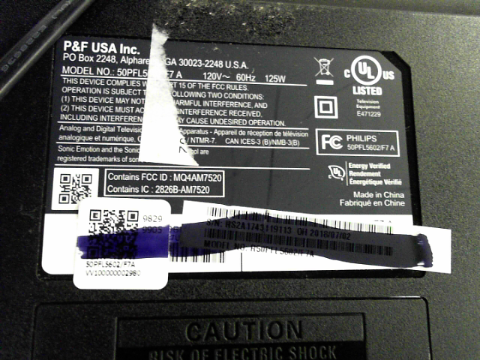 P&F USA Inc.
PO Box 2248, Alpharetta, GA 30023-2248 U.S.A.
MODEL NO.: 50PFL5602/F7 A 120V~ 60Hz 125W
THIS DEVICE COMPLIES WITH PART 15 OF FCC RULES.
OPERATION IS SUBJECT TO THE FOLLOWING TWO CONDITIONS:
(1) THIS DEVICE MAY NOT CAUSE HARMFUL INTERFERENCE, AND
(2) THIS DEVICE MUST ACCEPT ANY INTERFERENCE RECEIVED,
INCLUDING INTERFERENCE THAT MAY CAUSE UNDESIRED OPERATION.
Analog and Digital Television Apparatus - Appareil de réception de télévision
NTMR-7. CAN ICES-3 (B)/NMB-3(B)
Sonic Emotion and the Sonic Emotion
registered trademarks of
Contains FCC ID : MQ4AM7520
Contains IC : 2826B-AM7520
C UL US
LISTED
Television
Equipment
E471229
FC PHILIPS
50PFL5602/F7 A
UL Energy Verified
Rendement
Énergétique Vérifié
Made in China
Fabriqué en Chine
9829
50PFL5602/F7A
VV1000000029B0
CAUTION
RISK OF ELECTRIC SHOCK